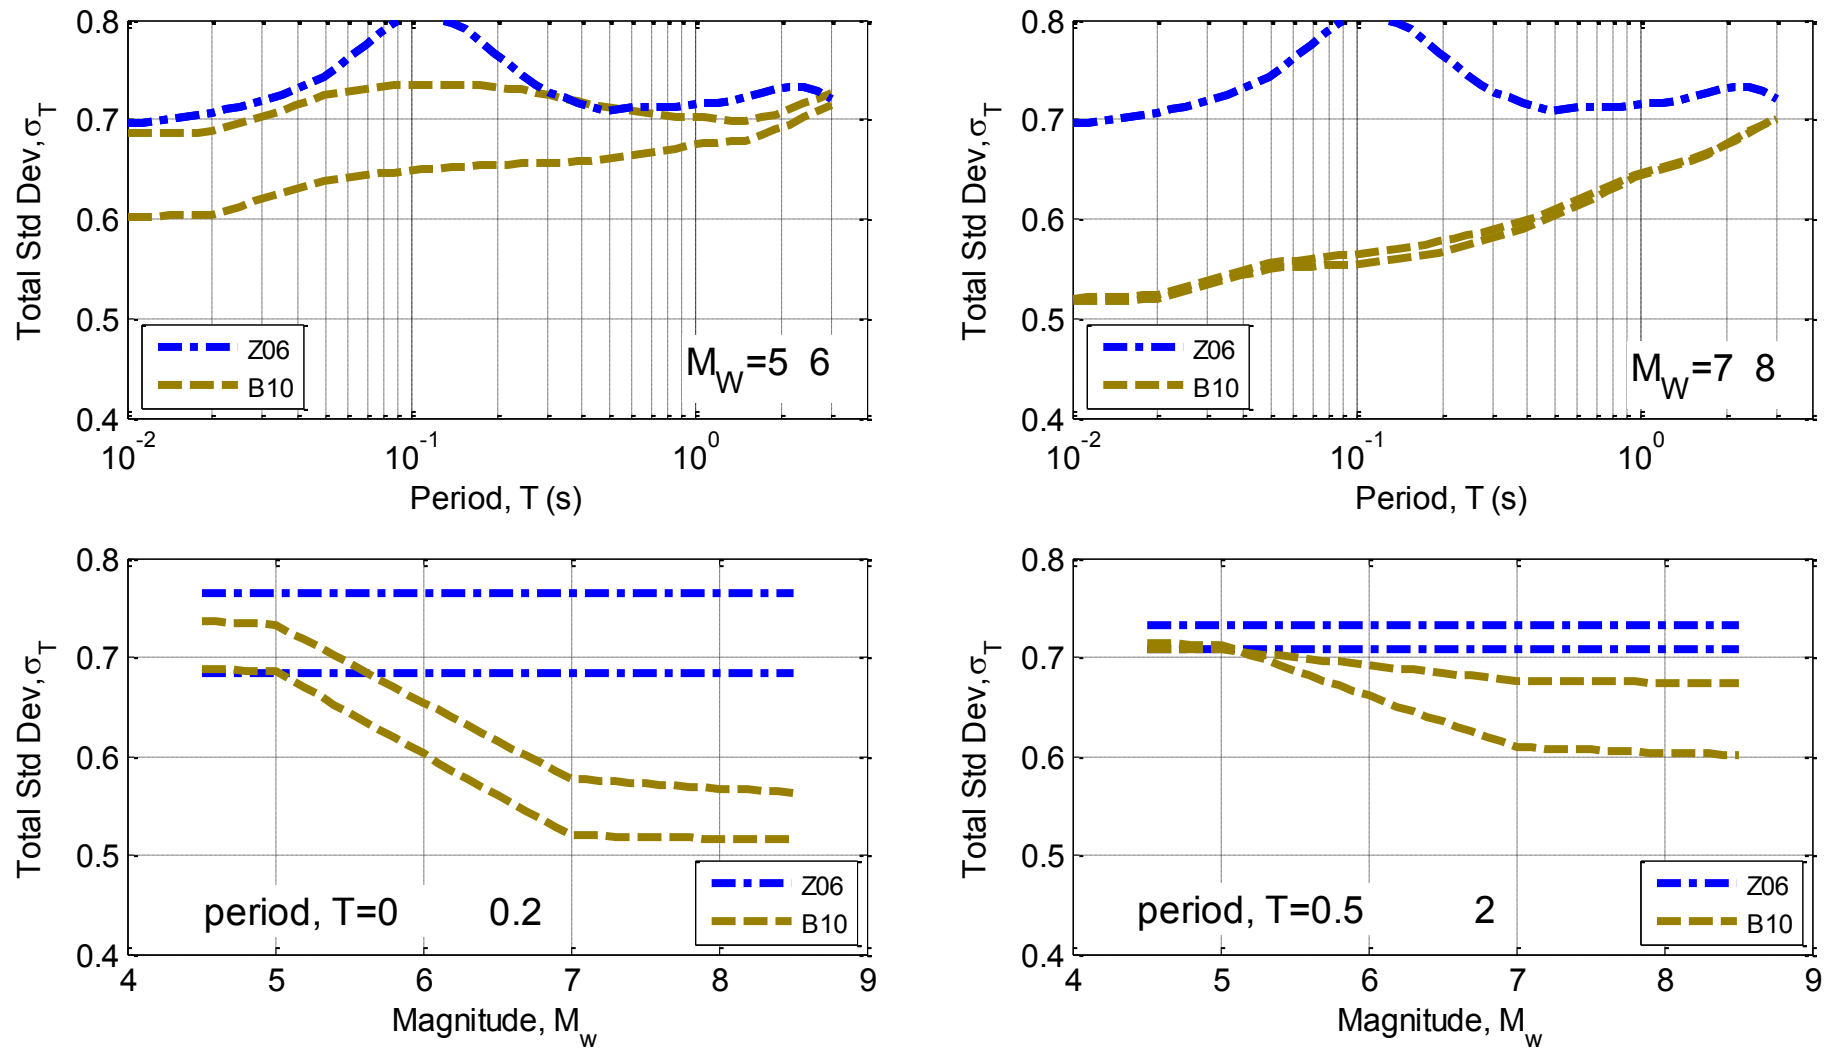 0.8
0.7
0.6
0.5
0.4
Total Std Dev,σT
Z06
B10
MW=5 6
10-2
10-1
100
Period, T (s)
0.8
0.7
0.6
0.5
0.4
Total Std Dev,σT
Z06
B10
MW=7 8
10-2
10-1
100
Period, T (s)
0.8
0.7
0.6
0.5
0.4
Total Std Dev,σT
Z06
B10
period, T=0 0.2
4 5 6 7 8 9
Magnitude, Mw
0.8
0.7
0.6
0.5
0.4
Total Std Dev,σT
Z06
B10
period, T=0.5 2
4 5 6 7 8 9
Magnitude, Mw